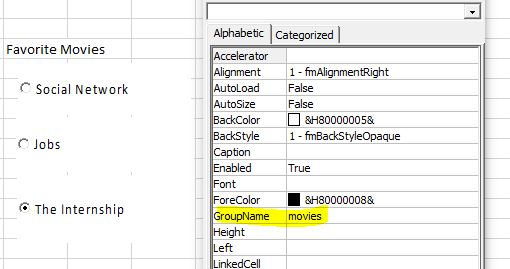 Favorite Movies
Social Network
Jobs
The Internship
Alphabetic Categorized
Accelerator
Alignment 1 - fmAlignmentRight
AutoLoad False
AutoSize False
BackColor &H80000005&
BackStyle 1 - fmBackStyleOpaque
Caption
Enabled True
Font
ForeColor &H80000008&
GroupName movies
Height
Left
LinkedCell